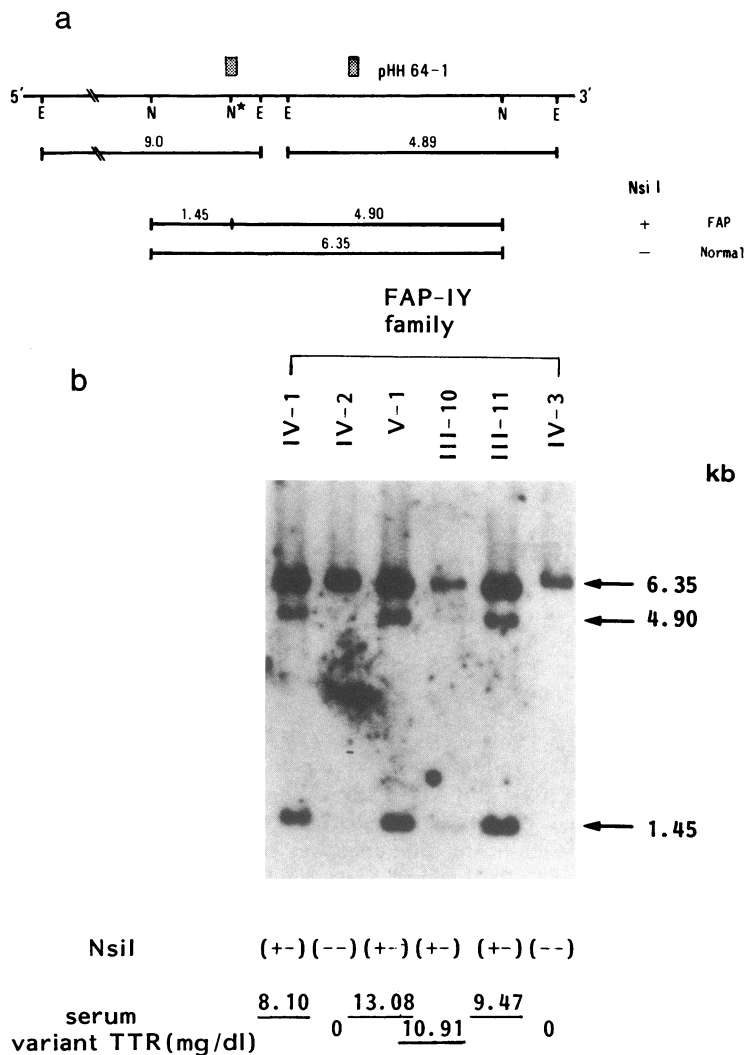 a
pHH 64-1
5′ 3′
E N N* E E N E
9.0 4.89
Nsi I
1.45 4.90 + FAP
6.35 − Normal
FAP-IY
family
b
IV-1 IV-2 V-1 III-10 III-11 IV-3
kb
6.35
4.90
1.45
NsiI (+-) (--) (+-) (+-) (+-) (--)
8.10 13.08 9.47
serum
variant TTR(mg/dl) 0 10.91 0